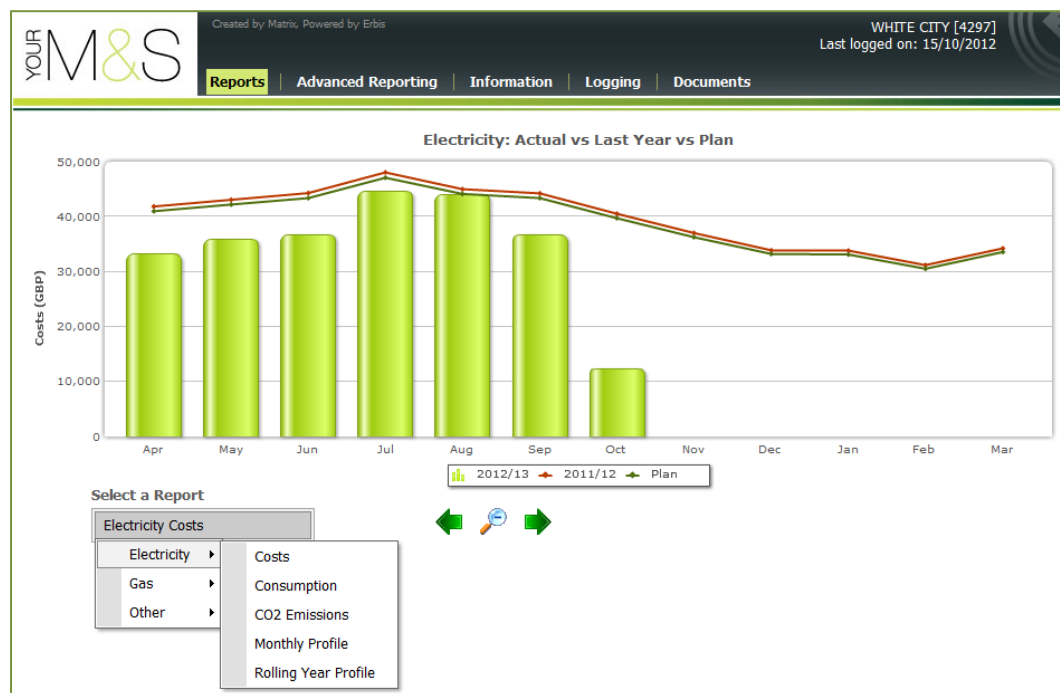 YOUR
M&S
Created by Matrix, Powered by Erbis
WHITE CITY [4297]
Last logged on: 15/10/2012
Reports
Advanced Reporting
Information
Logging
Documents
Electricity: Actual vs Last Year vs Plan
Costs (GBP)
50,000
40,000
30,000
20,000
10,000
0
Apr May Jun Jul Aug Sep Oct Nov Dec Jan Feb Mar
2012/13 2011/12 Plan
Select a Report
Electricity Costs
Electricity
Gas
Other
Costs
Consumption
CO2 Emissions
Monthly Profile
Rolling Year Profile